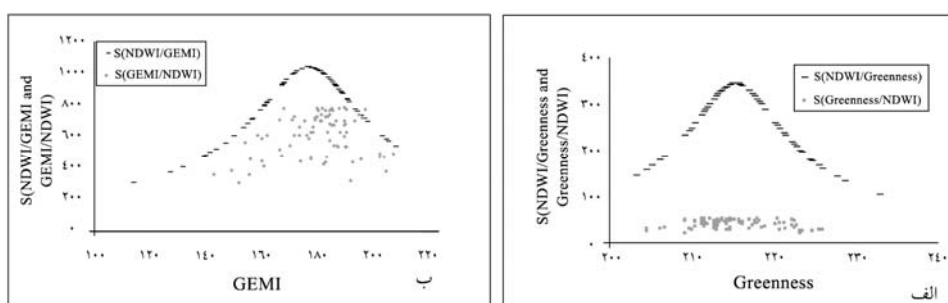 S(NDWI/GEMI and
GEMI/NDWI)
۱۲۰۰
۱۰۰۰
۸۰۰
۶۰۰
۴۰۰
۲۰۰
۰
S(NDWI/GEMI)
S(GEMI/NDWI)
۱۰۰ ۱۲۰ ۱۴۰ ۱۶۰ ۱۸۰ ۲۰۰ ۲۲۰
GEMI
ب
S(NDWI/Greenness and
Greenness/NDWI)
۴۰۰
۳۰۰
۲۰۰
۱۰۰
۰
S(NDWI/Greenness)
S(Greenness/NDWI)
۲۰۰ ۲۱۰ ۲۲۰ ۲۳۰ ۲۴۰
Greenness
الف